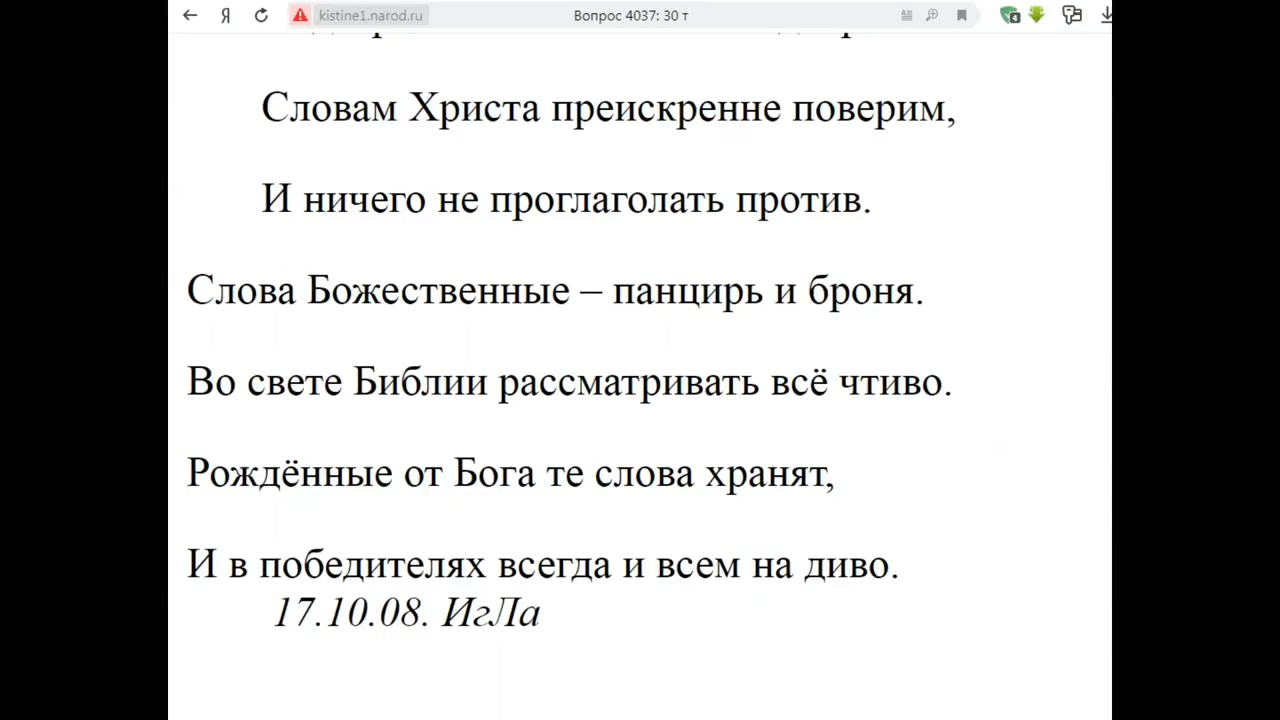 kistine1.narod.ru
Вопрос 4037: 30 т
4
Словам Христа преискренне поверим,
И ничего не проглаголать против.
Слова Божественные – панцирь и броня.
Во свете Библии рассматривать всё чтиво.
Рождённые от Бога те слова хранят,
И в победителях всегда и всем на диво.
17.10.08. ИгЛа